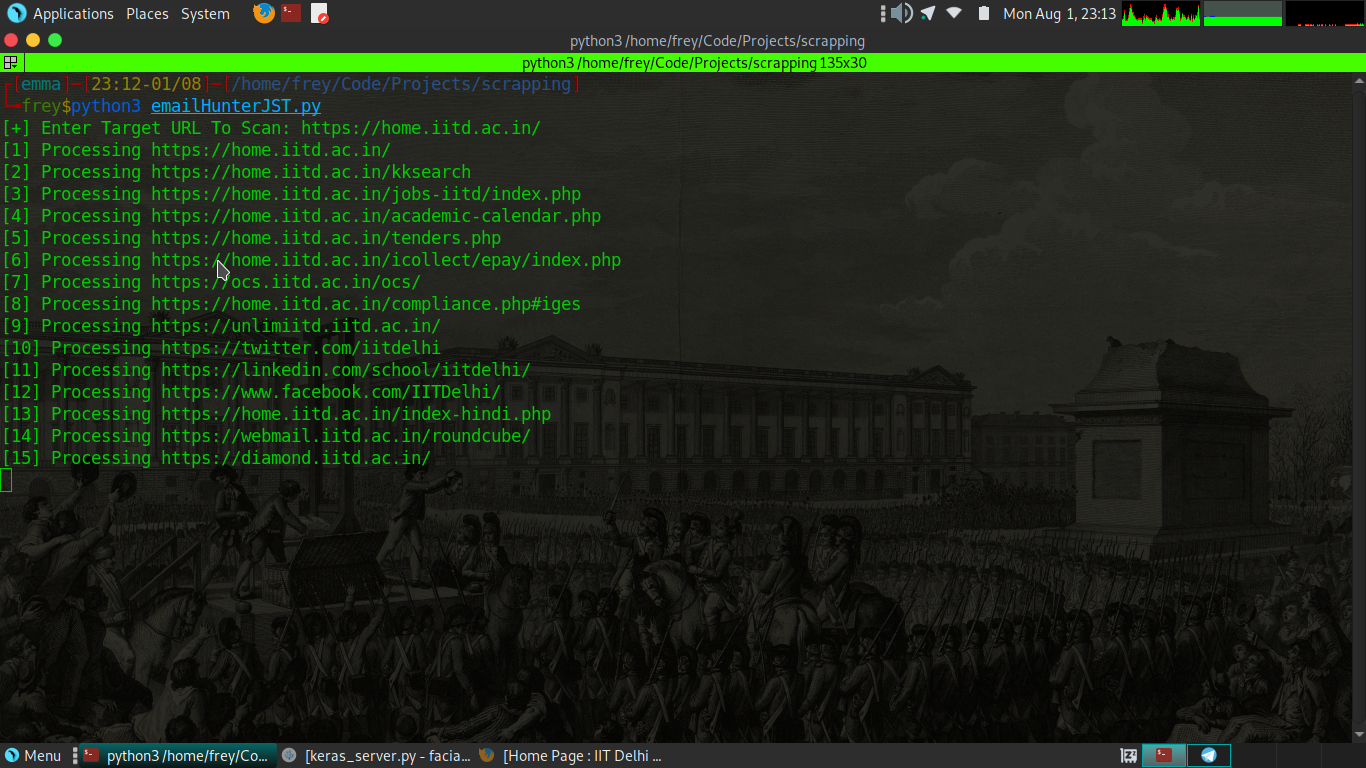 Applications Places System Mon Aug 1, 23:13
python3 /home/frey/Code/Projects/scrapping
python3 /home/frey/Code/Projects/scrapping 135x30
[emma]-[23:12-01/08]-[/home/frey/Code/Projects/scrapping]
frey$python3 emailHunterJST.py
[+] Enter Target URL To Scan: https://home.iitd.ac.in/
[1] Processing https://home.iitd.ac.in/
[2] Processing https://home.iitd.ac.in/kksearch
[3] Processing https://home.iitd.ac.in/jobs-iitd/index.php
[4] Processing https://home.iitd.ac.in/academic-calendar.php
[5] Processing https://home.iitd.ac.in/tenders.php
[6] Processing https://home.iitd.ac.in/icollect/epay/index.php
[7] Processing https://ocs.iitd.ac.in/ocs/
[8] Processing https://home.iitd.ac.in/compliance.php#iges
[9] Processing https://unlimiitd.iitd.ac.in/
[10] Processing https://twitter.com/iitdelhi
[11] Processing https://linkedin.com/school/iitdelhi/
[12] Processing https://www.facebook.com/IITDelhi/
[13] Processing https://home.iitd.ac.in/index-hindi.php
[14] Processing https://webmail.iitd.ac.in/roundcube/
[15] Processing https://diamond.iitd.ac.in/
Menu python3 /home/frey/Co... [keras_server.py - facia... [Home Page : IIT Delhi ...